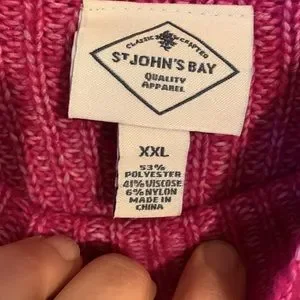 CLASSIC CRAFTED
ST JOHN'S BAY
QUALITY
APPAREL
XXL
53%
POLYESTER
41% VISCOSE
6% NYLON
MADE IN
CHINA